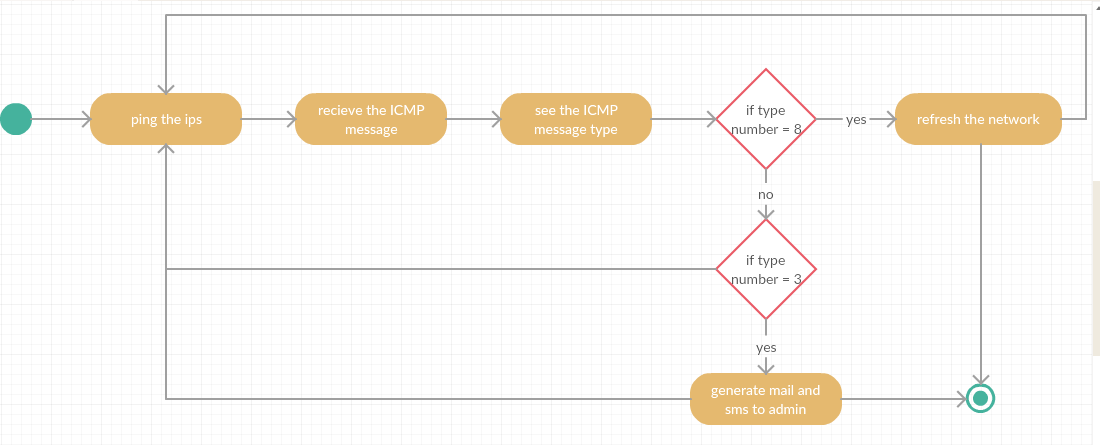 ping the ips
recieve the ICMP
message
see the ICMP
message type
if type
number = 8
yes
refresh the network
no
if type
number = 3
yes
generate mail and
sms to admin